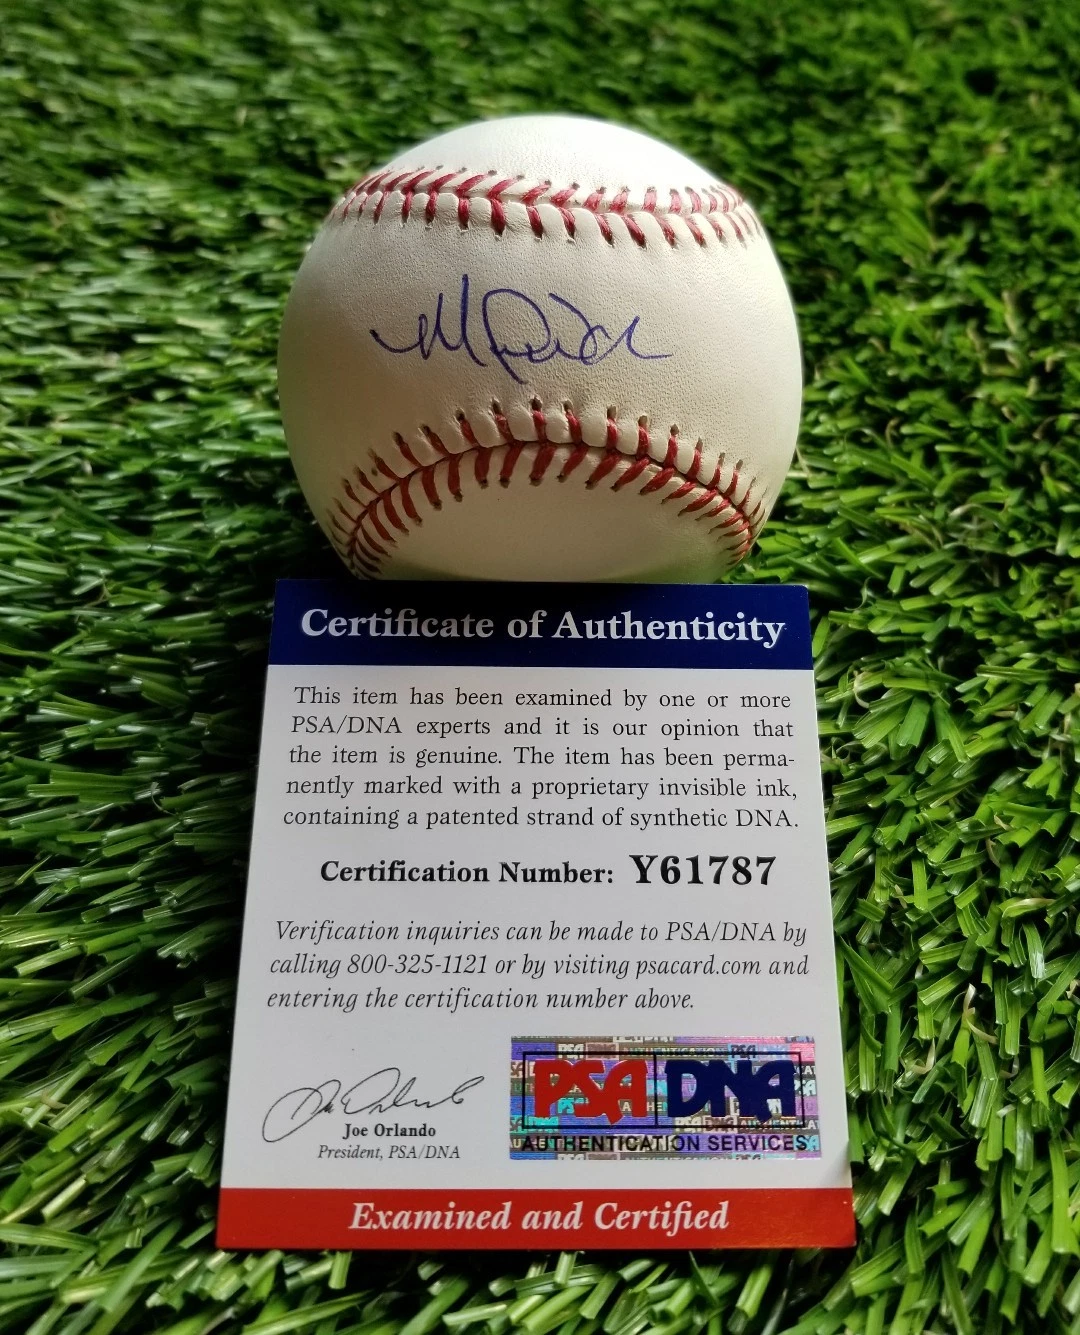 Certificate of Authenticity
This item has been examined by one or more
PSA/DNA experts and it is our opinion that
the item is genuine. The item has been perma-
nently marked with a proprietary invisible ink,
containing a patented strand of synthetic DNA.
Certification Number: Y61787
Verification inquiries can be made to PSA/DNA by
calling 800-325-1121 or by visiting psacard.com and
entering the certification number above.
Joe Orlando
President, PSA/DNA
PSA DNA
AUTHENTICATION SERVICES
Examined and Certified